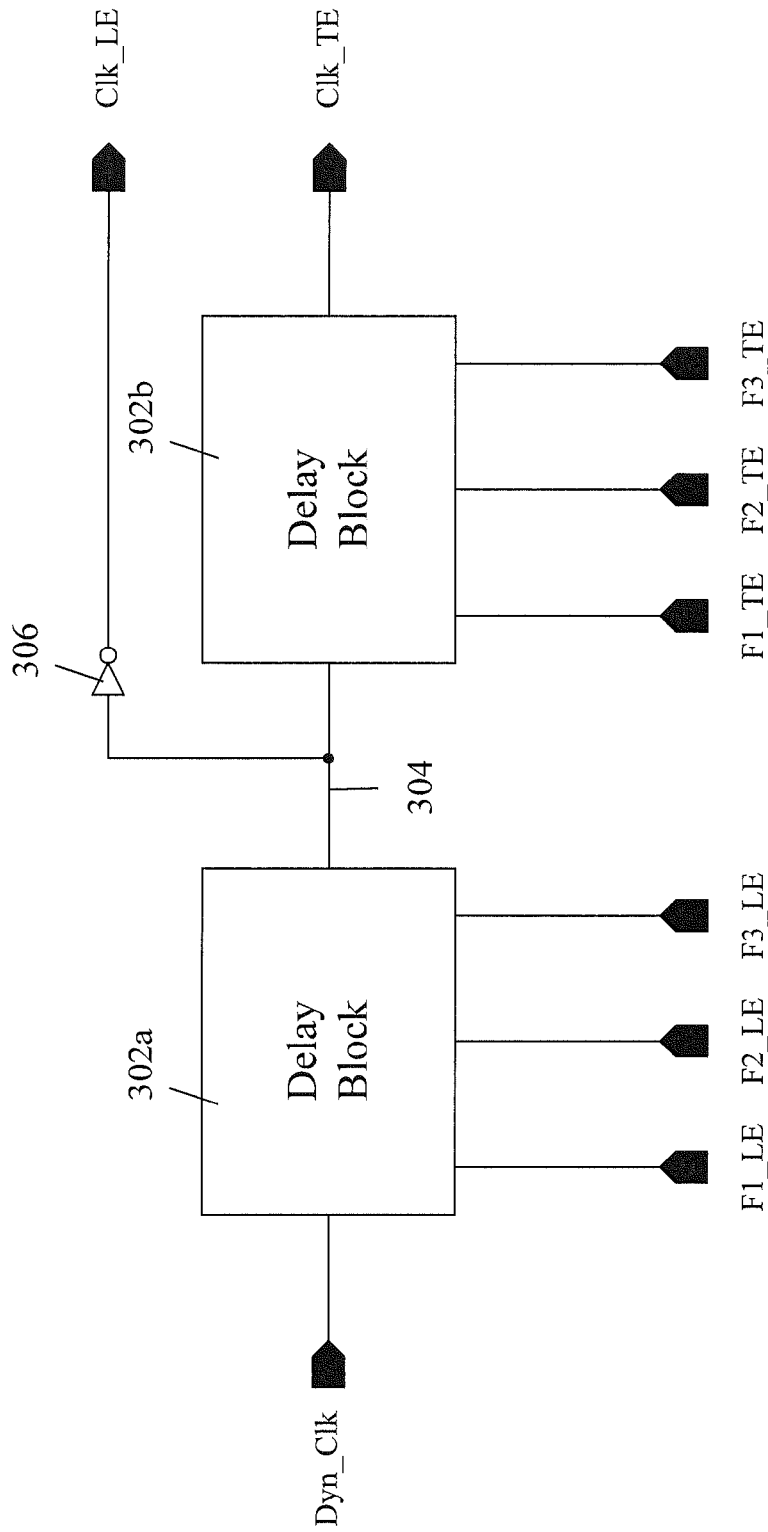 Clk_LE
Clk_TE
306
302b
Delay
Block
F1_TE
F2_TE
F3_TE
304
302a
Delay
Block
F1_LE
F2_LE
F3_LE
Dyn_Clk